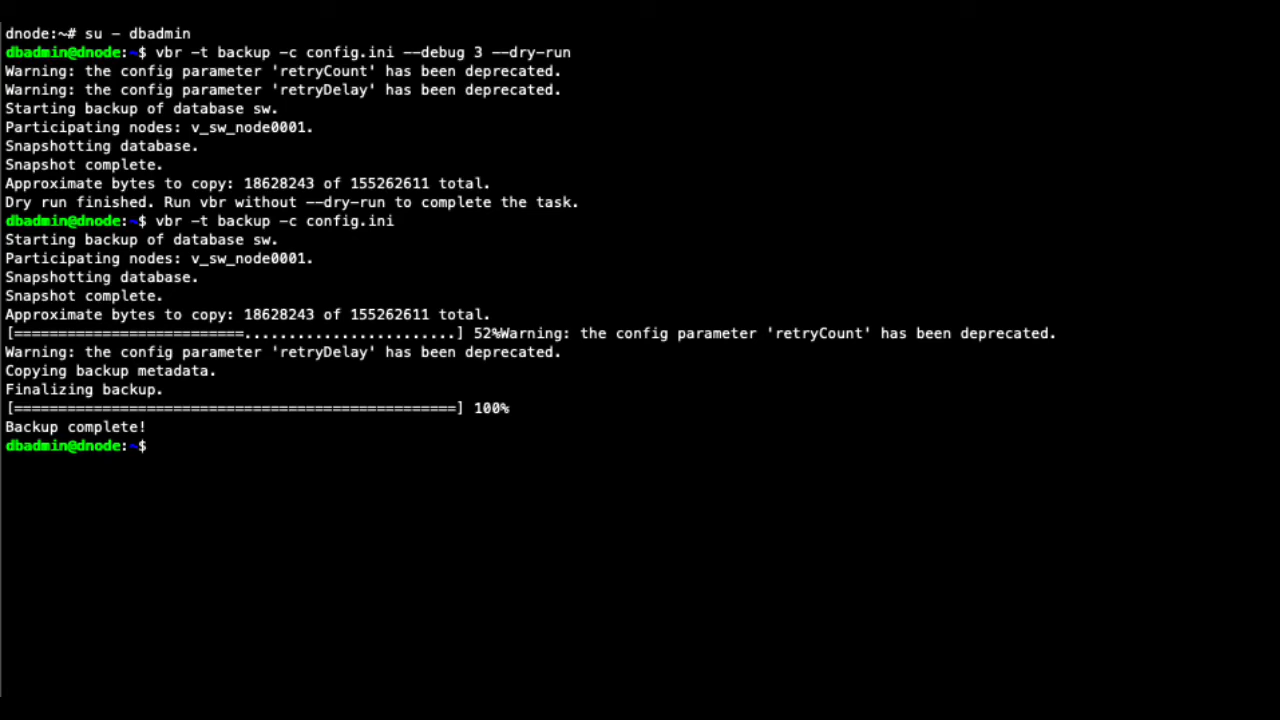 dnode:~# su - dbadmin
dbadmin@dnode:~$ vbr -t backup -c config.ini --debug 3 --dry-run
Warning: the config parameter 'retryCount' has been deprecated.
Warning: the config parameter 'retryDelay' has been deprecated.
Starting backup of database sw.
Participating nodes: v_sw_node0001.
Snapshotting database.
Snapshot complete.
Approximate bytes to copy: 18628243 of 155262611 total.
Dry run finished. Run vbr without --dry-run to complete the task.
dbadmin@dnode:~$ vbr -t backup -c config.ini
Starting backup of database sw.
Participating nodes: v_sw_node0001.
Snapshotting database.
Snapshot complete.
Approximate bytes to copy: 18628243 of 155262611 total.
[==========================........................] 52%Warning: the config parameter 'retryCount' has been deprecated.
Warning: the config parameter 'retryDelay' has been deprecated.
Copying backup metadata.
Finalizing backup.
[==================================================] 100%
Backup complete!
dbadmin@dnode:~$